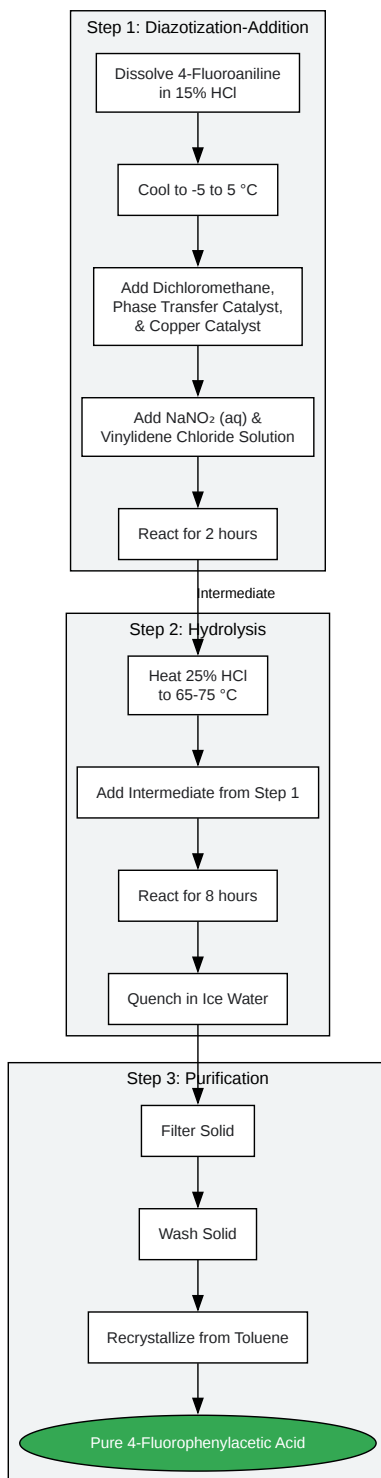 Step 1: Diazotization-Addition
Dissolve 4-Fluoroaniline
in 15% HCl
Cool to -5 to 5 °C
Add Dichloromethane,
Phase Transfer Catalyst,
& Copper Catalyst
Add NaNO₂ (aq) &
Vinylidene Chloride Solution
React for 2 hours
Intermediate
Step 2: Hydrolysis
Heat 25% HCl
to 65-75 °C
Add Intermediate from Step 1
React for 8 hours
Quench in Ice Water
Step 3: Purification
Filter Solid
Wash Solid
Recrystallize from Toluene
Pure 4-Fluorophenylacetic Acid